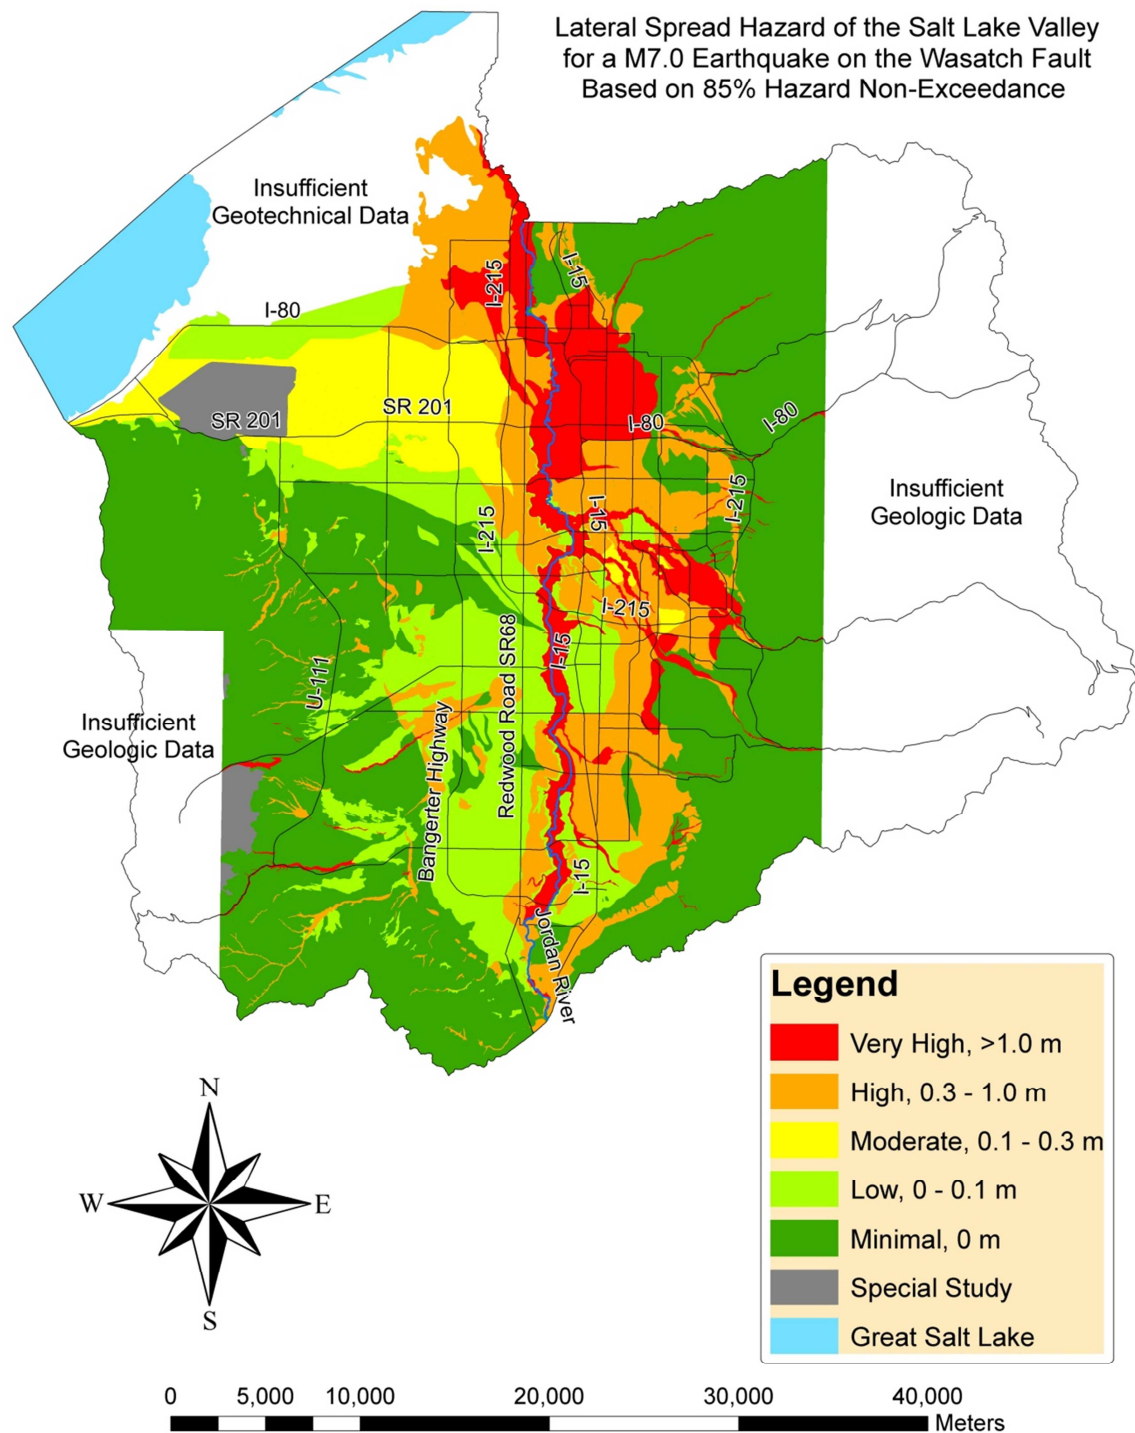 Lateral Spread Hazard of the Salt Lake Valley
for a M7.0 Earthquake on the Wasatch Fault
Based on 85% Hazard Non-Exceedance
Insufficient
Geotechnical Data
I-215
I-15
I-80
SR 201
SR 201
I-80
I-80
I-215
I-215
I-15
Insufficient
Geologic Data
I-215
I-15
U-111
Redwood Road SR68
Bangerter Highway
Insufficient
Geologic Data
I-15
Jordan River
Legend
Very High, >1.0 m
High, 0.3 - 1.0 m
Moderate, 0.1 - 0.3 m
Low, 0 - 0.1 m
Minimal, 0 m
Special Study
Great Salt Lake
N
W
E
S
0 5,000 10,000 20,000 30,000 40,000
Meters